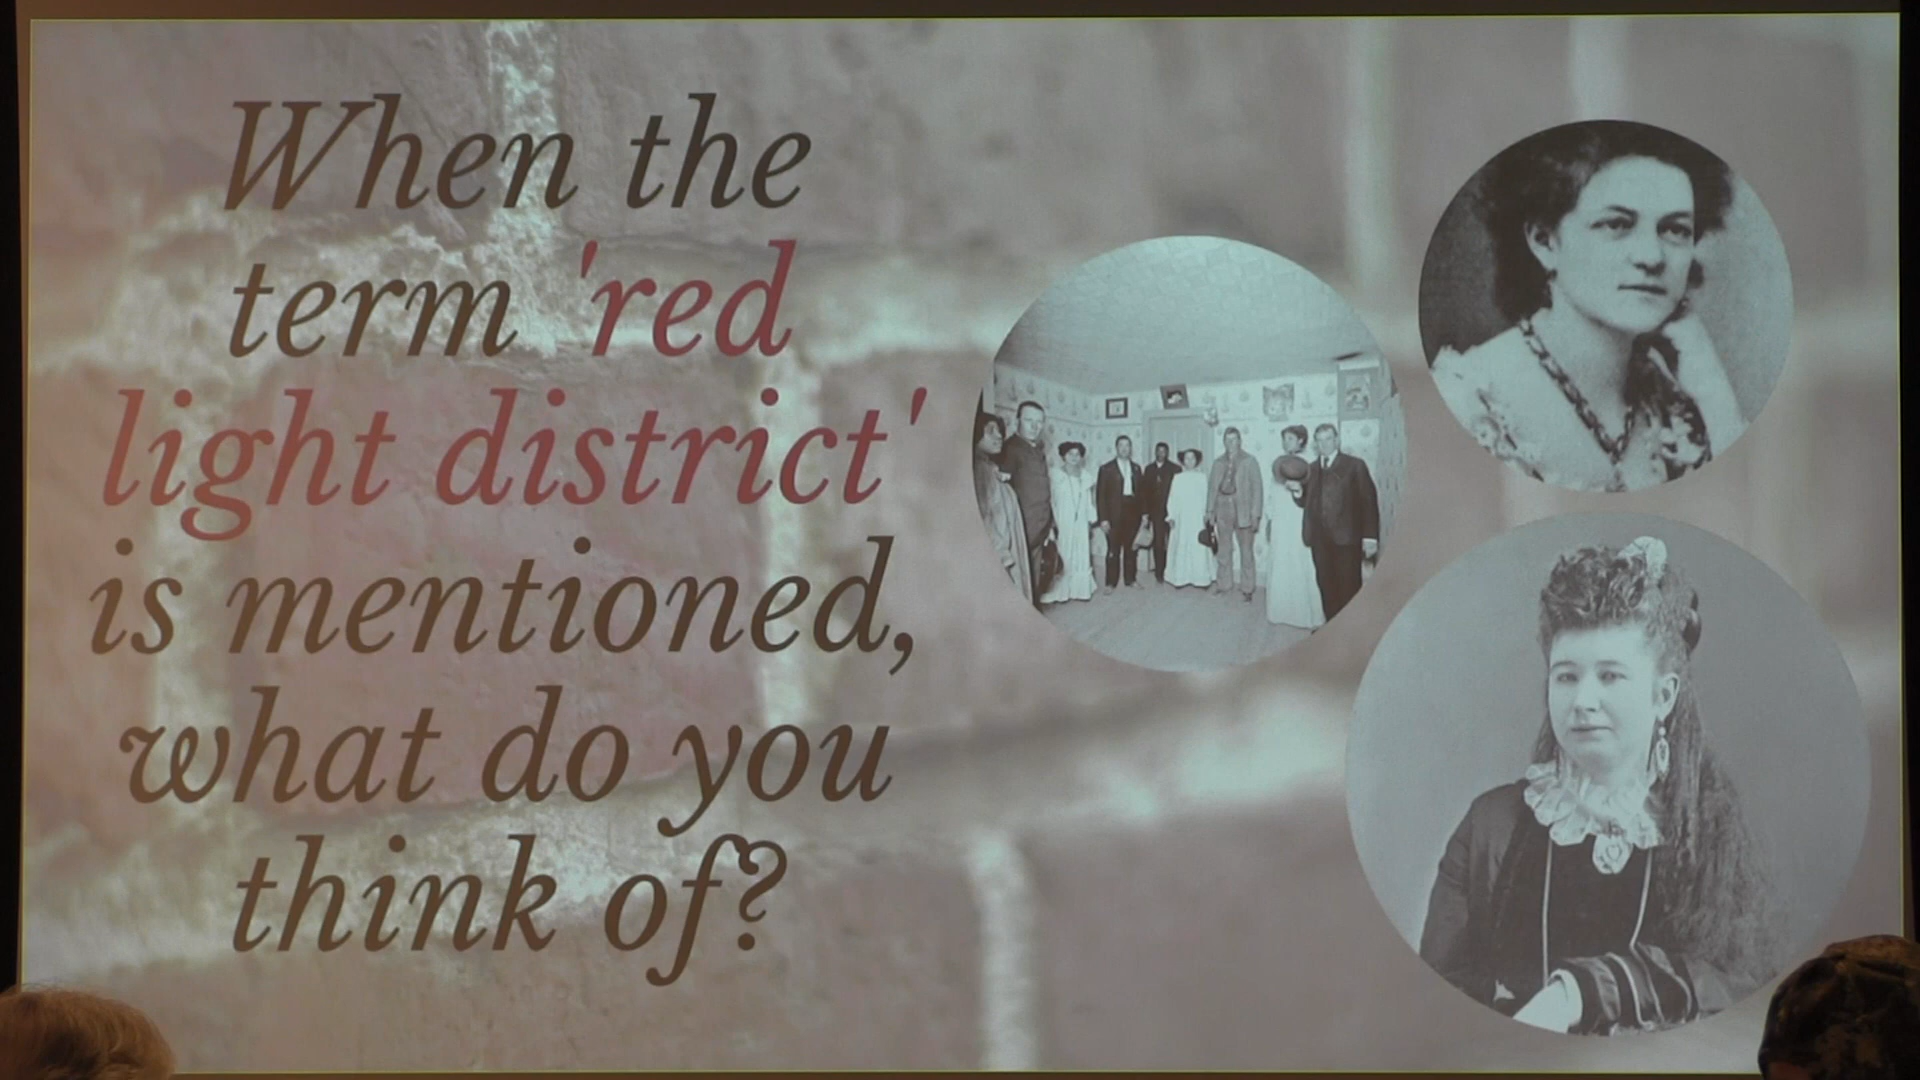 When the
term 'red
light district'
is mentioned,
what do you
think of?